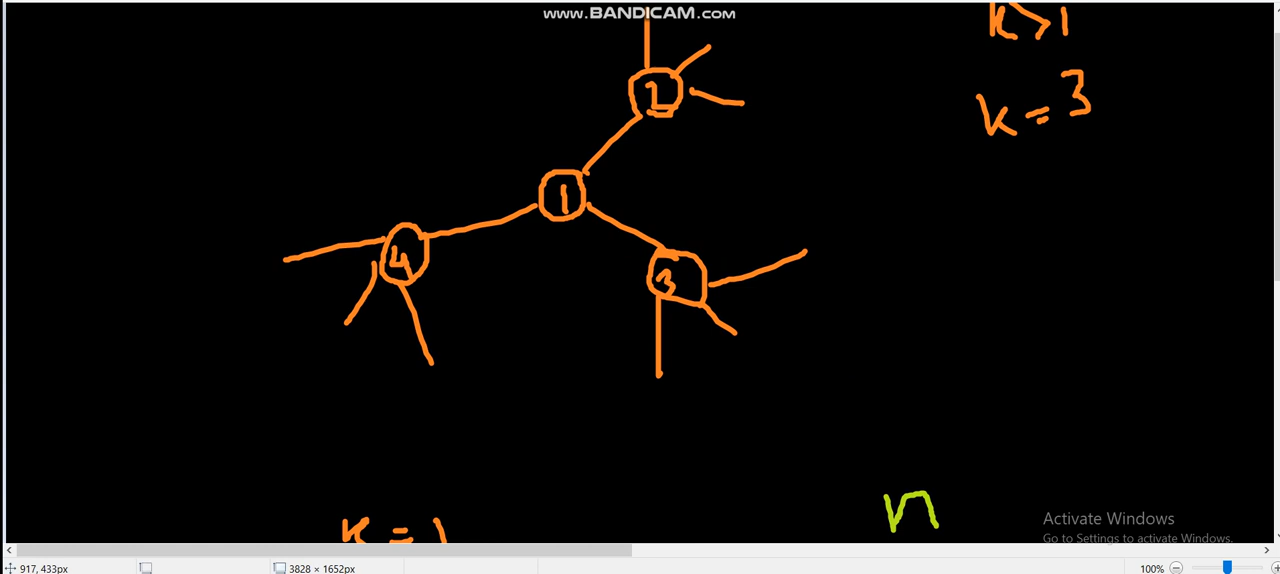 www.BANDICAM.com
k > 1
k = 3
2
1
4
3
n
k = 1
Activate Windows
Go to Settings to activate Windows.
917, 433px
3828 × 1652px
100%